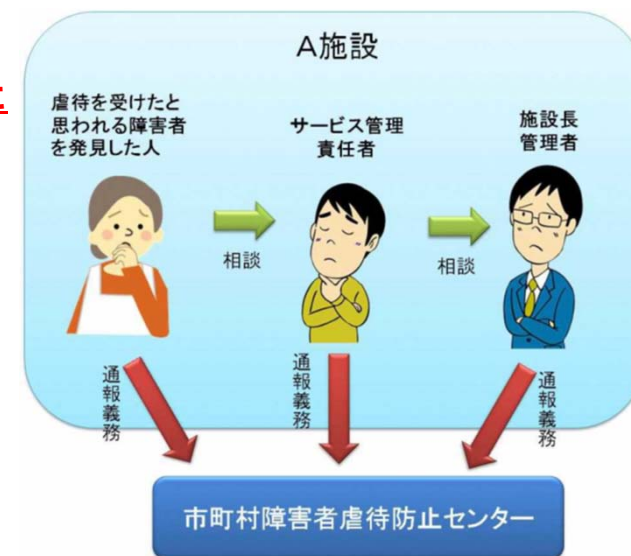 A施設
虐待を受けたと
思われる障害者
を発見した人
サービス管理
責任者
施設長
管理者
相談
相談
通報義務
通報義務
通報義務
市町村障害者虐待防止センター